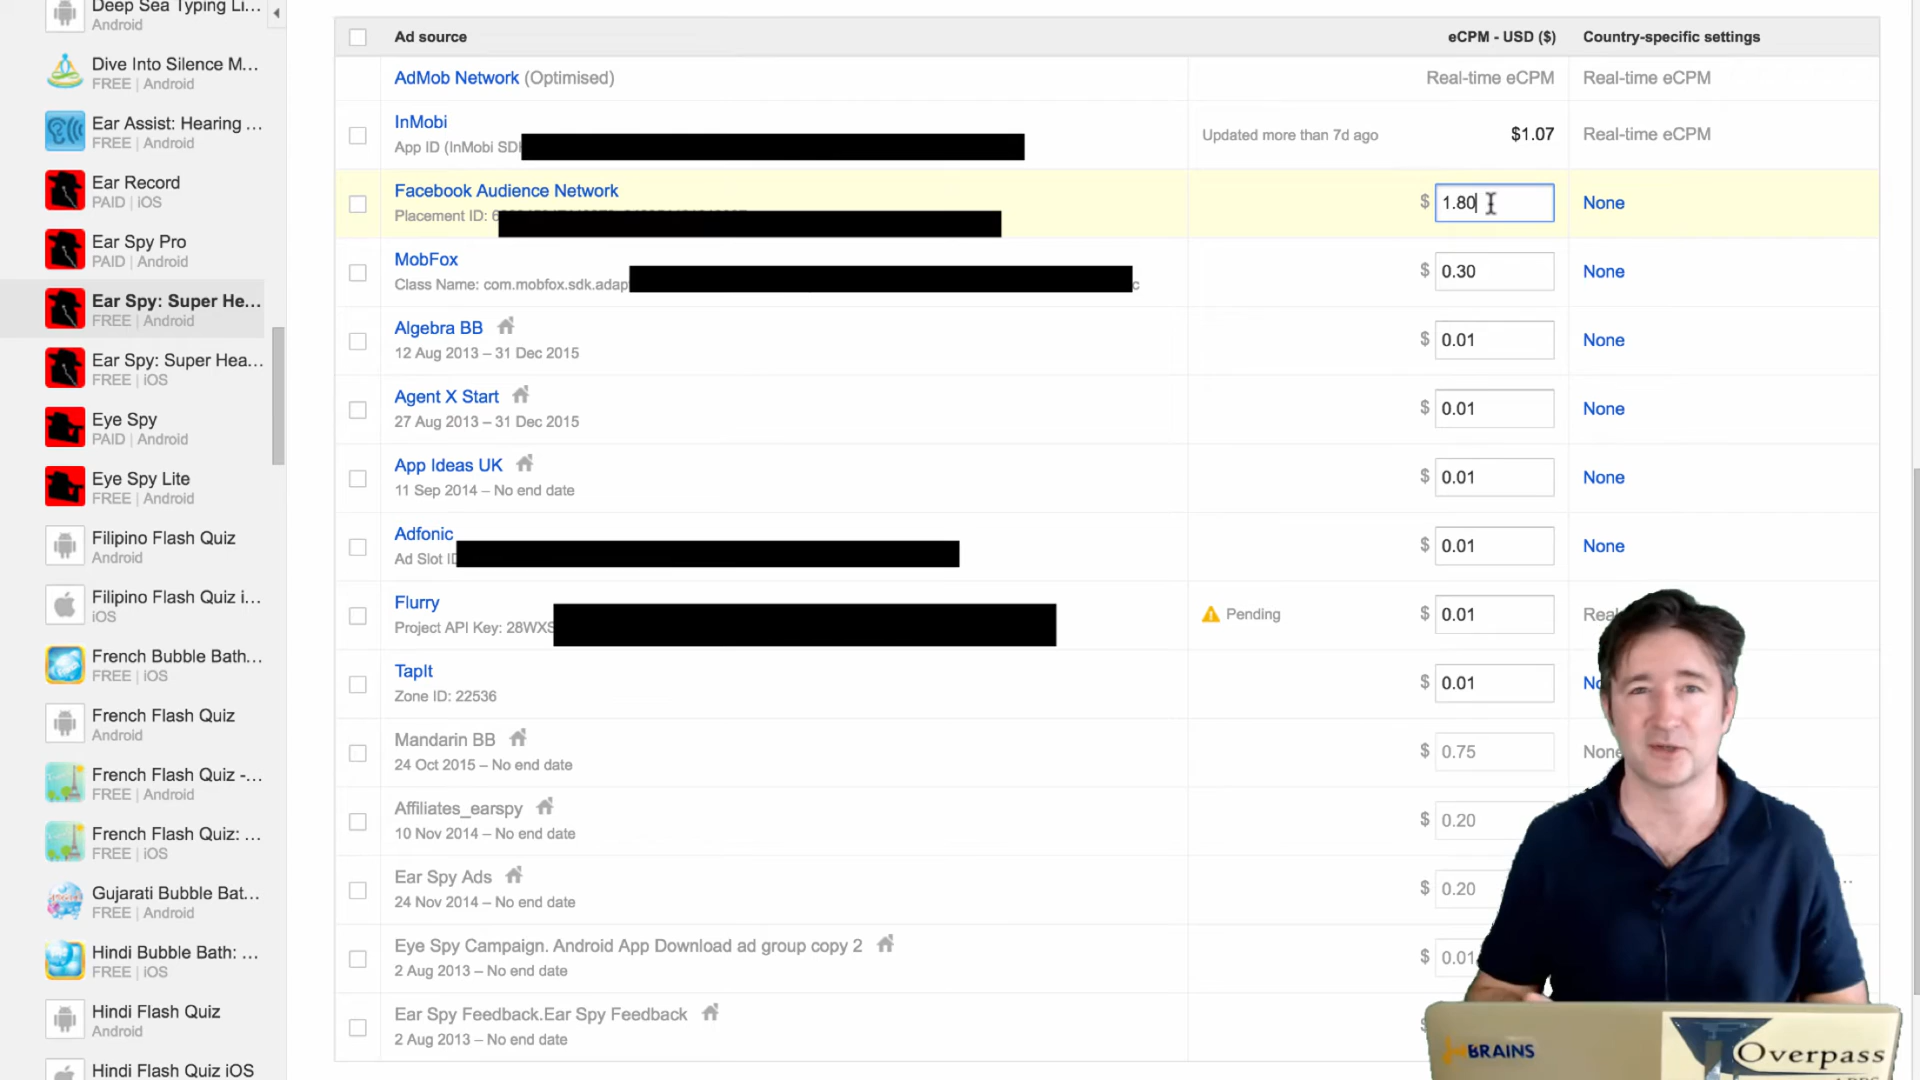 Deep Sea Typing Li...
Android
Dive Into Silence M...
FREE | Android
Ear Assist: Hearing ...
FREE | Android
Ear Record
PAID | iOS
Ear Spy Pro
PAID | Android
Ear Spy: Super He...
FREE | Android
Ear Spy: Super Hea...
FREE | iOS
Eye Spy
PAID | Android
Eye Spy Lite
FREE | Android
Filipino Flash Quiz
Android
Filipino Flash Quiz i...
iOS
French Bubble Bath...
FREE | iOS
French Flash Quiz
Android
French Flash Quiz -...
FREE | Android
French Flash Quiz: ...
FREE | iOS
Gujarati Bubble Bat...
FREE | Android
Hindi Bubble Bath: ...
FREE | iOS
Hindi Flash Quiz
Android
Hindi Flash Quiz iOS
Ad source eCPM - USD ($) Country-specific settings
AdMob Network (Optimised) Real-time eCPM Real-time eCPM
InMobi
App ID (InMobi SDK Updated more than 7d ago $1.07 Real-time eCPM
Facebook Audience Network
Placement ID: $ 1.80 None
MobFox
Class Name: com.mobfox.sdk.adap c $ 0.30 None
Algebra BB
12 Aug 2013 – 31 Dec 2015 $ 0.01 None
Agent X Start
27 Aug 2013 – 31 Dec 2015 $ 0.01 None
App Ideas UK
11 Sep 2014 – No end date $ 0.01 None
Adfonic
Ad Slot ID $ 0.01 None
Flurry
Project API Key: 28WXS Pending $ 0.01 Rea
TapIt
Zone ID: 22536 $ 0.01 No
Mandarin BB
24 Oct 2015 – No end date $ 0.75 None
Affiliates_earspy
10 Nov 2014 – No end date $ 0.20
Ear Spy Ads
24 Nov 2014 – No end date $ 0.20
Eye Spy Campaign. Android App Download ad group copy 2
2 Aug 2013 – No end date $ 0.01
Ear Spy Feedback.Ear Spy Feedback
2 Aug 2013 – No end date
BRAINS
Overpass